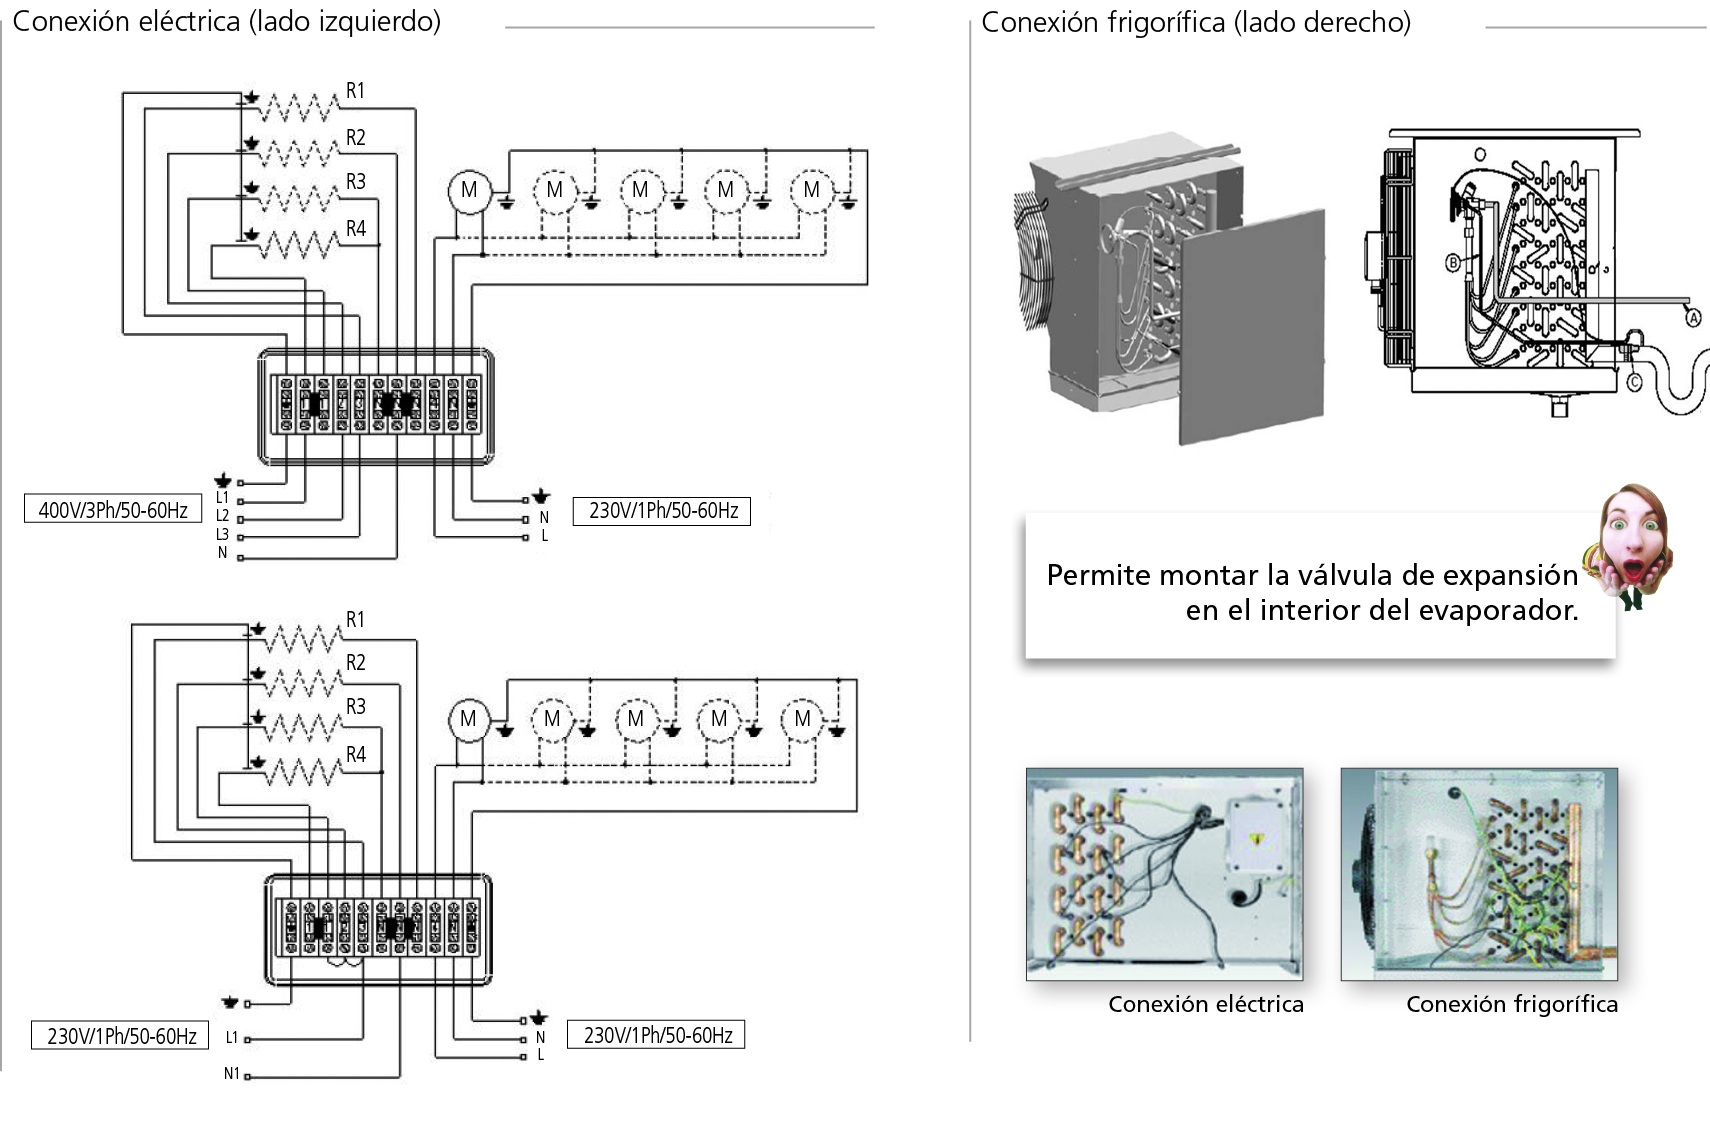 Conexión eléctrica (lado izquierdo)
R1
R2
R3
R4
M M M M M
400V/3Ph/50-60Hz
L1
L2
L3
N
N
L
230V/1Ph/50-60Hz
R1
R2
R3
R4
M M M M M
230V/1Ph/50-60Hz
L1
N1
N
L
230V/1Ph/50-60Hz
Conexión frigorífica (lado derecho)
B
A
C
Permite montar la válvula de expansión
en el interior del evaporador.
Conexión eléctrica
Conexión frigorífica